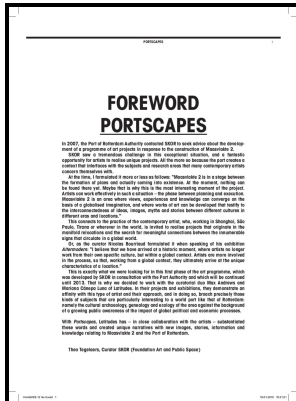 PORTSCAPES
FOREWORD
PORTSCAPES
In 2007, the Port of Rotterdam Authority contacted SKOR to seek advice about the develop-
ment of a programme of art projects in response to the construction of Maasvlakte 2.
SKOR saw a tremendous challenge in this exceptional situation, and a fantastic
opportunity for artists to realise unique projects. All the more so because the port creates a
context that interfaces with the subjects and research areas that many contemporary artists
concern themselves with.
At the time, I formulated it more or less as follows: "Maasvlakte 2 is in a stage between
the formation of plans and actually coming into existence. At the moment, nothing can
be found there yet. Maybe that is why this is the most interesting moment of the project.
Artists can work effectively in such a situation – the phase between planning and execution.
Maasvlakte 2 is an area where views, experiences and knowledge can converge on the
basis of a globalised imagination, and where works of art can be developed that testify to
the interconnectedness of ideas, images, myths and stories between different cultures in
different eras and locations."
This connects to the practice of the contemporary artist, who, working in Shanghai, São
Paulo, Tirana or wherever in the world, is invited to realise projects that originate in the
manifold relocations and the search for meaningful connections between the innumerable
signs that circulate in a global world.
Or, as the curator Nicolas Bourriaud formulated it when speaking of his exhibition
Altermodern: "I believe that we have arrived at a historic moment, where artists no longer
work from their own specific culture, but within a global context. Artists are more involved
in the process, so that, working from a global context, they ultimately arrive at the unique
characteristics of a location."
This is exactly what we were looking for in this first phase of the art programme, which
was developed by SKOR in consultation with the Port Authority and which will be continued
until 2013. That is why we decided to work with the curatorial duo Max Andrews and
Mariana Cánepa Luna of Latitudes. In their projects and exhibitions, they demonstrate an
affinity with this type of artist and their approach, and in doing so, broach precisely those
kinds of subjects that are particularly interesting to a world port like that of Rotterdam:
namely the cultural archaeology, genealogy and ecology of the area against the background
of a growing public awareness of the impact of global political and economic processes.
With Portscapes, Latitudes has – in close collaboration with the artists – substantiated
these words and created unique narratives with new images, stories, information and
knowledge relating to Maasvlakte 2 and the Port of Rotterdam.
Theo Tegelaers, Curator SKOR (Foundation Art and Public Space)